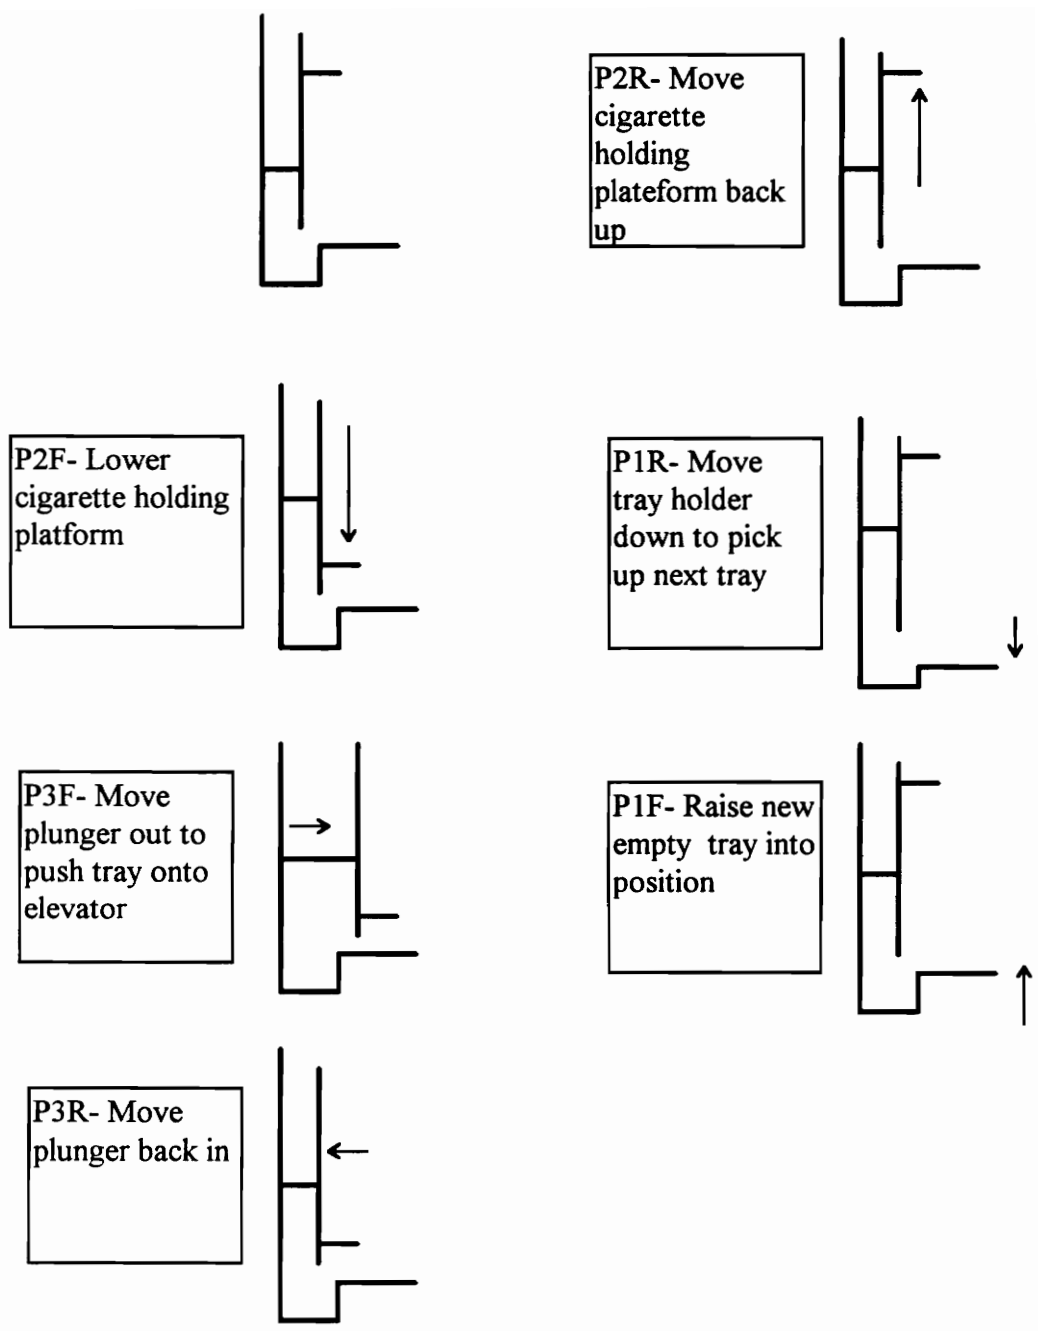 P2F- Lower
cigarette holding
platform
P3F- Move
plunger out to
push tray onto
elevator
P3R- Move
plunger back in
P2R- Move
cigarette
holding
plateform back
up
P1R- Move
tray holder
down to pick
up next tray
P1F- Raise new
empty tray into
position